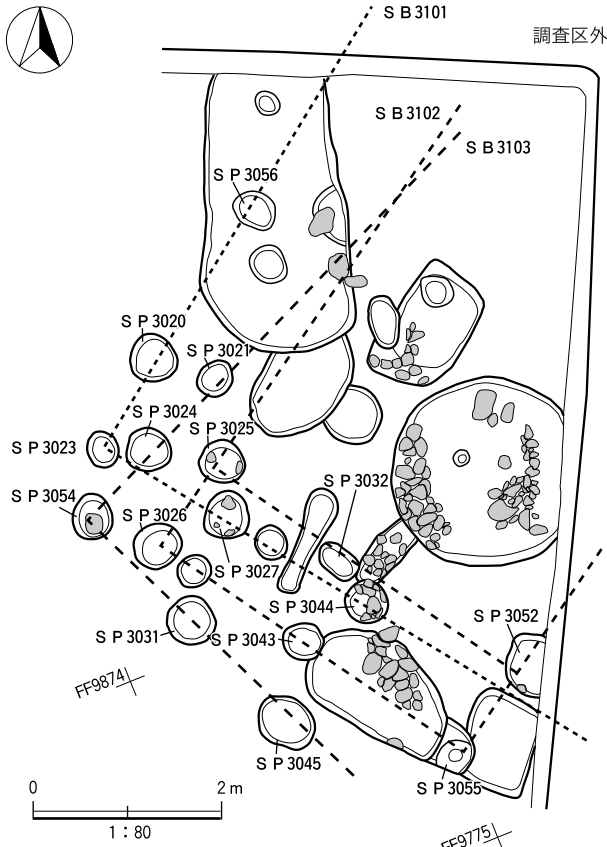 S B 3101
調査区外
S B 3102
S B 3103
S P 3056
S P 3020
S P 3021
S P 3024
S P 3025
S P 3023
S P 3032
S P 3054
S P 3026
S P 3027
S P 3044
S P 3052
S P 3031
S P 3043
FF9874
S P 3045
S P 3055
0 2 m
1 : 80
FF9775